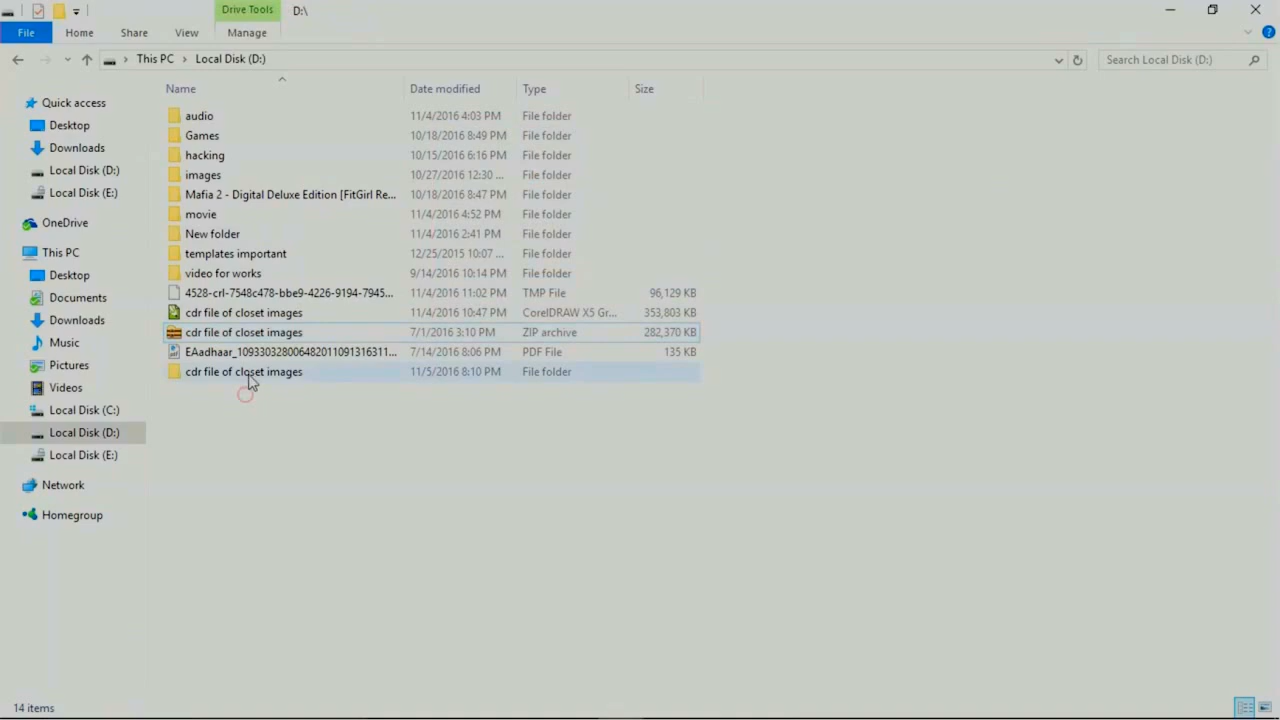 Drive Tools D:\
File Home Share View Manage
This PC Local Disk (D:) Search Local Disk (D:)
Name Date modified Type Size
Quick access
Desktop
Downloads
Local Disk (D:)
Local Disk (E:)
OneDrive
This PC
Desktop
Documents
Downloads
Music
Pictures
Videos
Local Disk (C:)
Local Disk (D:)
Local Disk (E:)
Network
Homegroup
audio 11/4/2016 4:03 PM File folder
Games 10/18/2016 8:49 PM File folder
hacking 10/15/2016 6:16 PM File folder
images 10/27/2016 12:30 ... File folder
Mafia 2 - Digital Deluxe Edition [FitGirl Re... 10/18/2016 8:47 PM File folder
movie 11/4/2016 4:52 PM File folder
New folder 11/4/2016 2:41 PM File folder
templates important 12/25/2015 10:07 ... File folder
video for works 9/14/2016 10:14 PM File folder
4528-crl-7548c478-bbe9-4226-9194-7945... 11/4/2016 11:02 PM TMP File 96,129 KB
cdr file of closet images 11/4/2016 10:47 PM CorelDRAW X5 Gr... 353,803 KB
cdr file of closet images 7/1/2016 3:10 PM ZIP archive 282,370 KB
EAadhaar_109330328006482011091316311... 7/14/2016 8:06 PM PDF File 135 KB
cdr file of closet images 11/5/2016 8:10 PM File folder
14 items